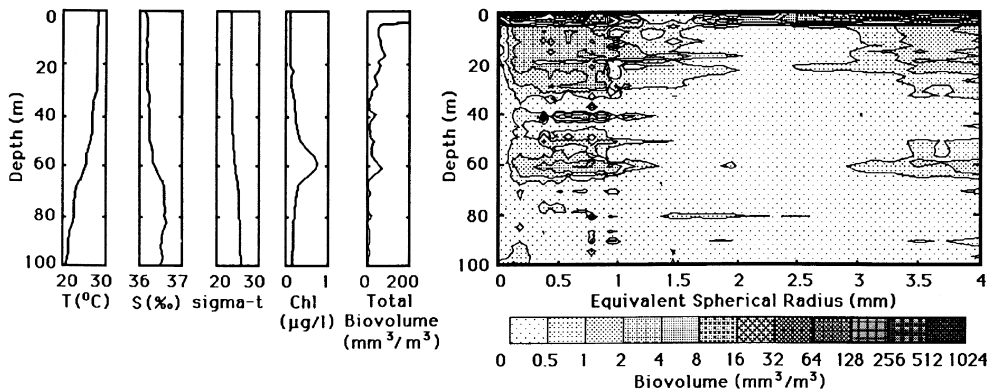 0
20
40
60
80
100
Depth (m)
20 30
T(°C)
36 37
S(‰)
20 30
sigma-t
0 1
Chl
(µg/l)
0 200
Total
Biovolume
(mm³/m³)
0
20
40
60
80
100
Depth (m)
0 0.5 1 1.5 2 2.5 3 3.5 4
Equivalent Spherical Radius (mm)
0 0.5 1 2 4 8 16 32 64 128 256 512 1024
Biovolume (mm³/m³)